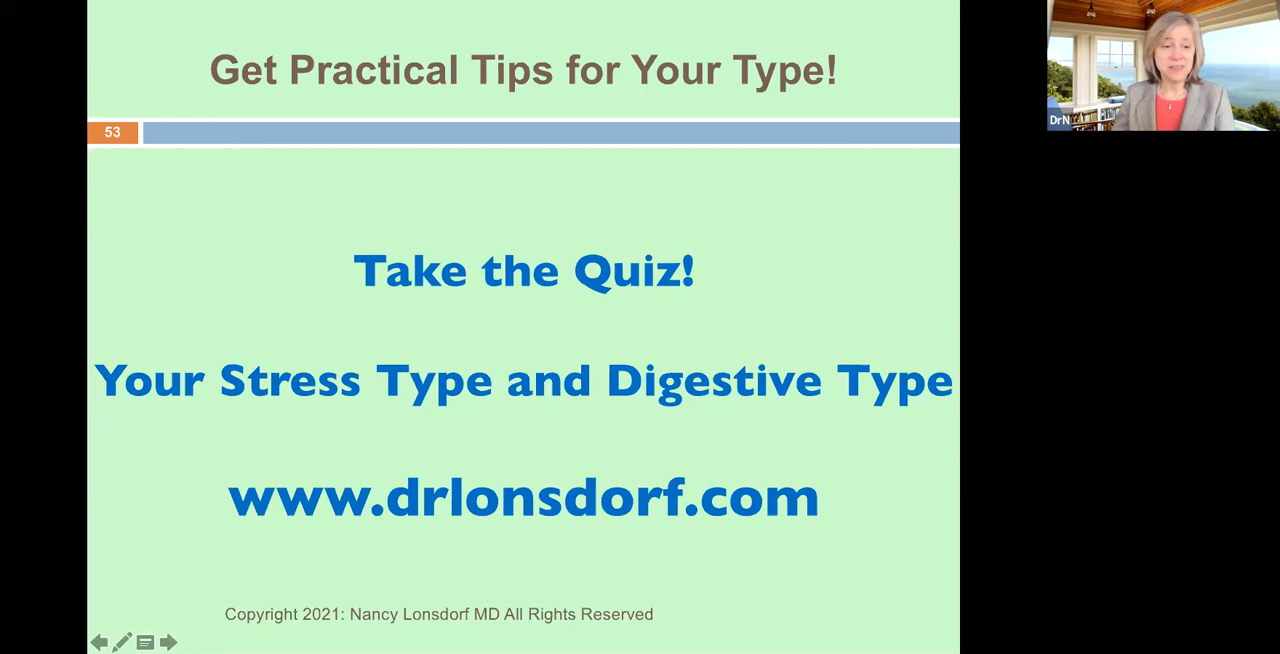 Get Practical Tips for Your Type!
53
Take the Quiz!
Your Stress Type and Digestive Type
www.drlonsdorf.com
Copyright 2021: Nancy Lonsdorf MD All Rights Reserved
DrN